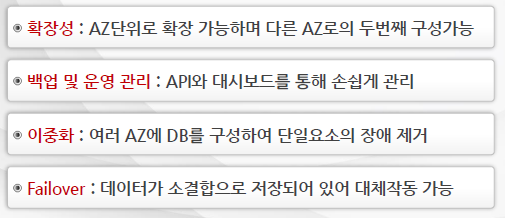 ◉ 확장성 : AZ단위로 확장 가능하며 다른 AZ로의 두번째 구성가능
◉ 백업 및 운영 관리 : API와 대시보드를 통해 손쉽게 관리
◉ 이중화 : 여러 AZ에 DB를 구성하여 단일요소의 장애 제거
◉ Failover : 데이터가 소결합으로 저장되어 있어 대체작동 가능